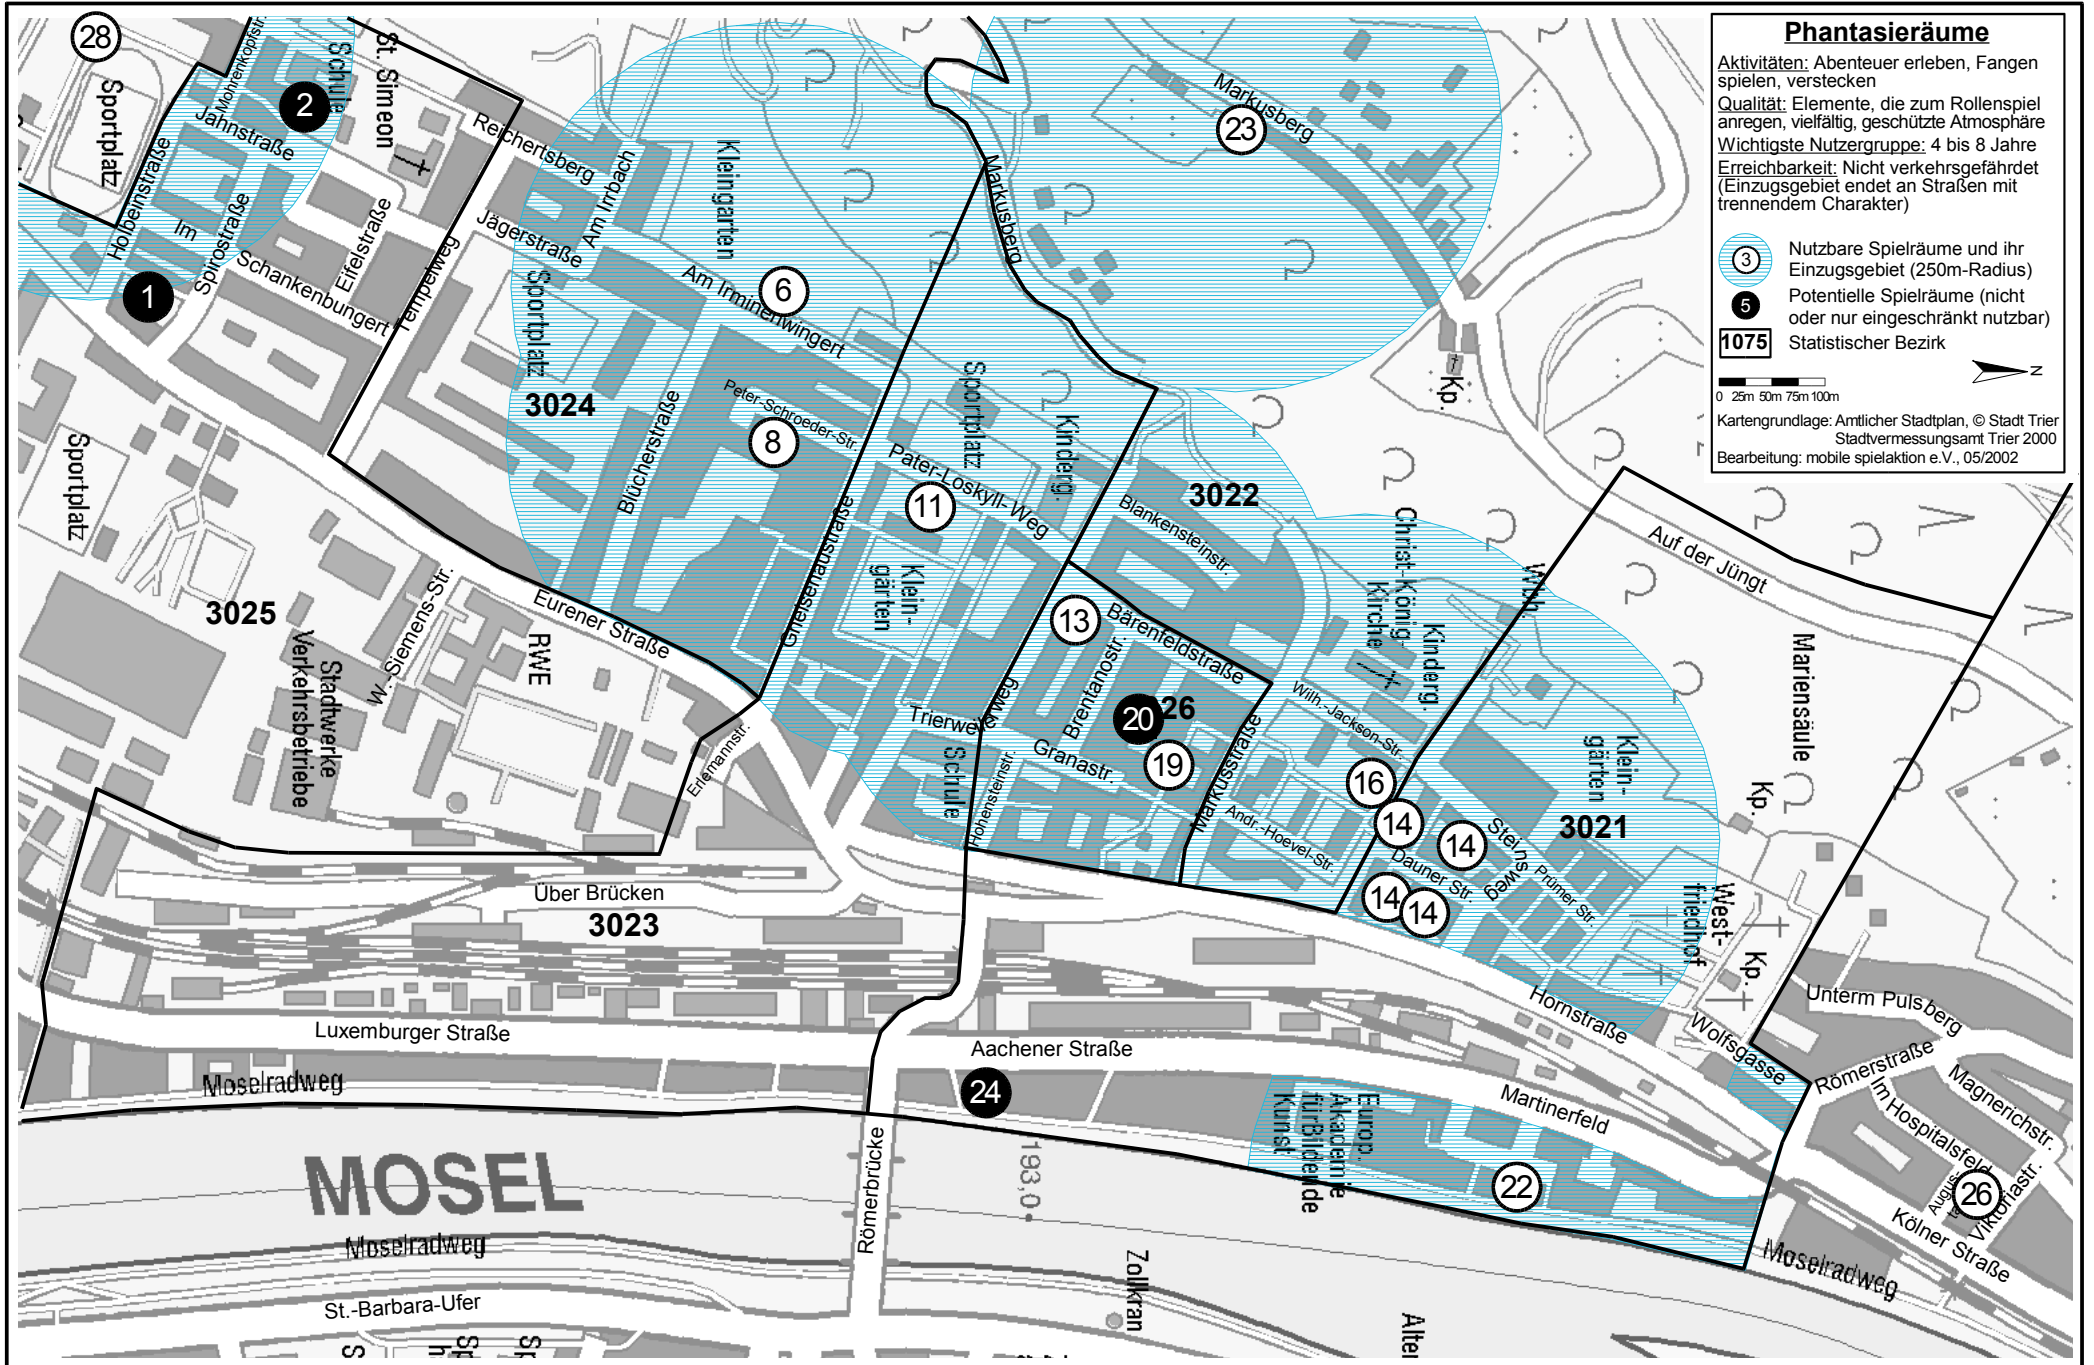 Phantasieräume
Aktivitäten: Abenteuer erleben, Fangen
spielen, verstecken
Qualität: Elemente, die zum Rollenspiel
anregen, vielfältig, geschützte Atmosphäre
Wichtigste Nutzergruppe: 4 bis 8 Jahre
Erreichbarkeit: Nicht verkehrsgefährdet
(Einzugsgebiet endet an Straßen mit
trennendem Charakter)
3
Nutzbare Spielräume und ihr
Einzugsgebiet (250m-Radius)
5
Potentielle Spielräume (nicht
oder nur eingeschränkt nutzbar)
1075
Statistischer Bezirk
N
0 25m 50m 75m 100m
Kartengrundlage: Amtlicher Stadtplan, © Stadt Trier
Stadtvermessungsamt Trier 2000
Bearbeitung: mobile spielaktion e.V., 05/2002
28
Sportplatz
Mohrenkopfstr.
2
Schule
St. Simeon
Jahnstraße
Holbeinstraße
Im
Spirostraße
Schankenbungert
Eifelstraße
Tempelweg
1
Reichertsberg
Am Irrbach
Jägerstraße
Kleingarten
Sportplatz
6
Am Irminenwingert
3024
Peter-Schroeder-Str.
8
Blücherstraße
Gneisenaustraße
Markusberg
23
Markusberg
Kp.
Sportplatz
Kinderg.
Pater-Loskyll-Weg
11
Klein-
gärten
3022
Blankensteinstr.
Christ-König-
Kirche
Kinderg.
Wbh.
Auf der Jüngt
Mariensäule
Sportplatz
3025
W.-Siemens-Str.
Eurener Straße
RWE
Stadtwerke
Verkehrsbetriebe
Erlemannstr.
13
Bärenfeldstraße
Brentanostr.
20
26
19
Granastr.
Trierweilerweg
Schule
Hohensteinstr.
Markusstraße
Wilh.-Jackson-Str.
16
14
14
14
14
Andr.-Hoevel-Str.
Dauner Str.
Steinsweg
Prümer Str.
Klein-
gärten
3021
Kp.
West-
friedhof
Kp.
Über Brücken
3023
Hornstraße
Wolfsgasse
Unterm Pulsberg
Römerstraße
Magnerichstr.
Im Hospitalsfeld
26
Viktoriastr.
Kölner Straße
Luxemburger Straße
Aachener Straße
Moselradweg
24
Martinerfeld
Europ.
Akademie
für Bildende
Kunst
22
MOSEL
193,0
Römerbrücke
Moselradweg
Moselradweg
Zollkran
St.-Barbara-Ufer